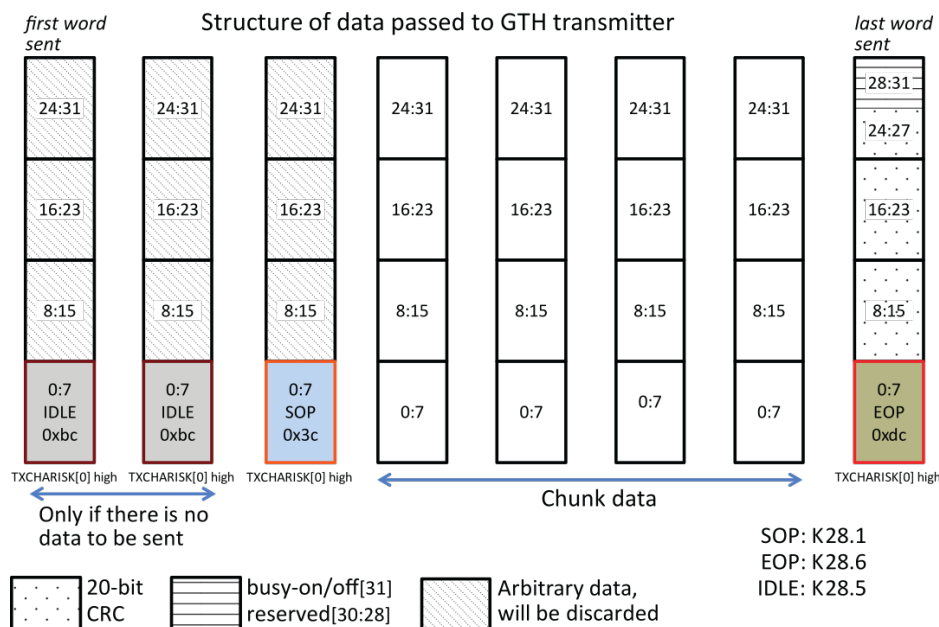 Structure of data passed to GTH transmitter
first word
sent
last word
sent
24:31
24:31
24:31
24:31
24:31
24:31
24:31
28:31
24:27
16:23
16:23
16:23
16:23
16:23
16:23
16:23
16:23
8:15
8:15
8:15
8:15
8:15
8:15
8:15
8:15
0:7
IDLE
0xbc
0:7
IDLE
0xbc
0:7
SOP
0x3c
0:7
0:7
0:7
0:7
0:7
EOP
0xdc
TXCHARISK[0] high
TXCHARISK[0] high
TXCHARISK[0] high
TXCHARISK[0] high
Only if there is no
data to be sent
Chunk data
SOP: K28.1
EOP: K28.6
IDLE: K28.5
20-bit
CRC
busy-on/off[31]
reserved[30:28]
Arbitrary data,
will be discarded